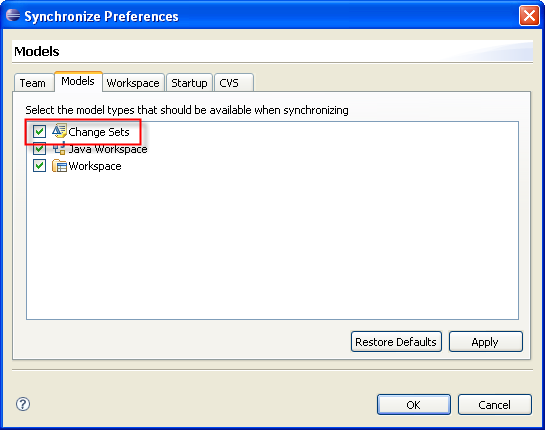 Synchronize Preferences
Models
Team Models Workspace Startup CVS
Select the model types that should be available when synchronizing
Change Sets
Java Workspace
Workspace
Restore Defaults Apply
? OK Cancel